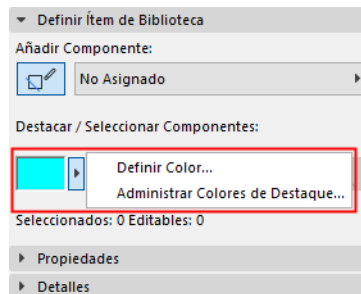 Definir Ítem de Biblioteca
Añadir Componente:
No Asignado
Destacar / Seleccionar Componentes:
Definir Color...
Administrar Colores de Destaque...
Seleccionados: 0 Editables: 0
Propiedades
Detalles